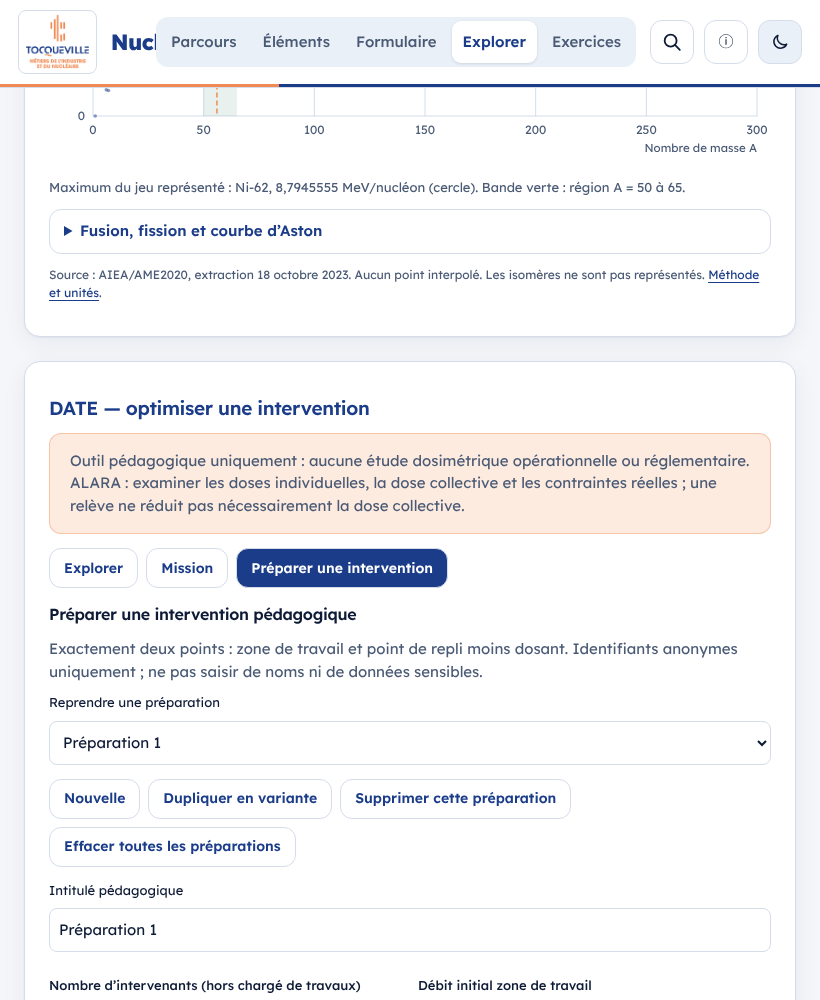 TOCQUEVILLE
MÉTIERS DE L'INDUSTRIE
ET DU NUCLÉAIRE
Parcours Éléments Formulaire Explorer Exercices
0
0 50 100 150 200 250 300
Nombre de masse A
Maximum du jeu représenté : Ni-62, 8,7945555 MeV/nucléon (cercle). Bande verte : région A = 50 à 65.
Fusion, fission et courbe d’Aston
Source : AIEA/AME2020, extraction 18 octobre 2023. Aucun point interpolé. Les isomères ne sont pas représentés. Méthode
et unités.
DATE — optimiser une intervention
Outil pédagogique uniquement : aucune étude dosimétrique opérationnelle ou réglementaire.
ALARA : examiner les doses individuelles, la dose collective et les contraintes réelles ; une
relève ne réduit pas nécessairement la dose collective.
Explorer Mission Préparer une intervention
Préparer une intervention pédagogique
Exactement deux points : zone de travail et point de repli moins dosant. Identifiants anonymes
uniquement ; ne pas saisir de noms ni de données sensibles.
Reprendre une préparation
Préparation 1
Nouvelle Dupliquer en variante Supprimer cette préparation
Effacer toutes les préparations
Intitulé pédagogique
Préparation 1
Nombre d’intervenants (hors chargé de travaux) Débit initial zone de travail